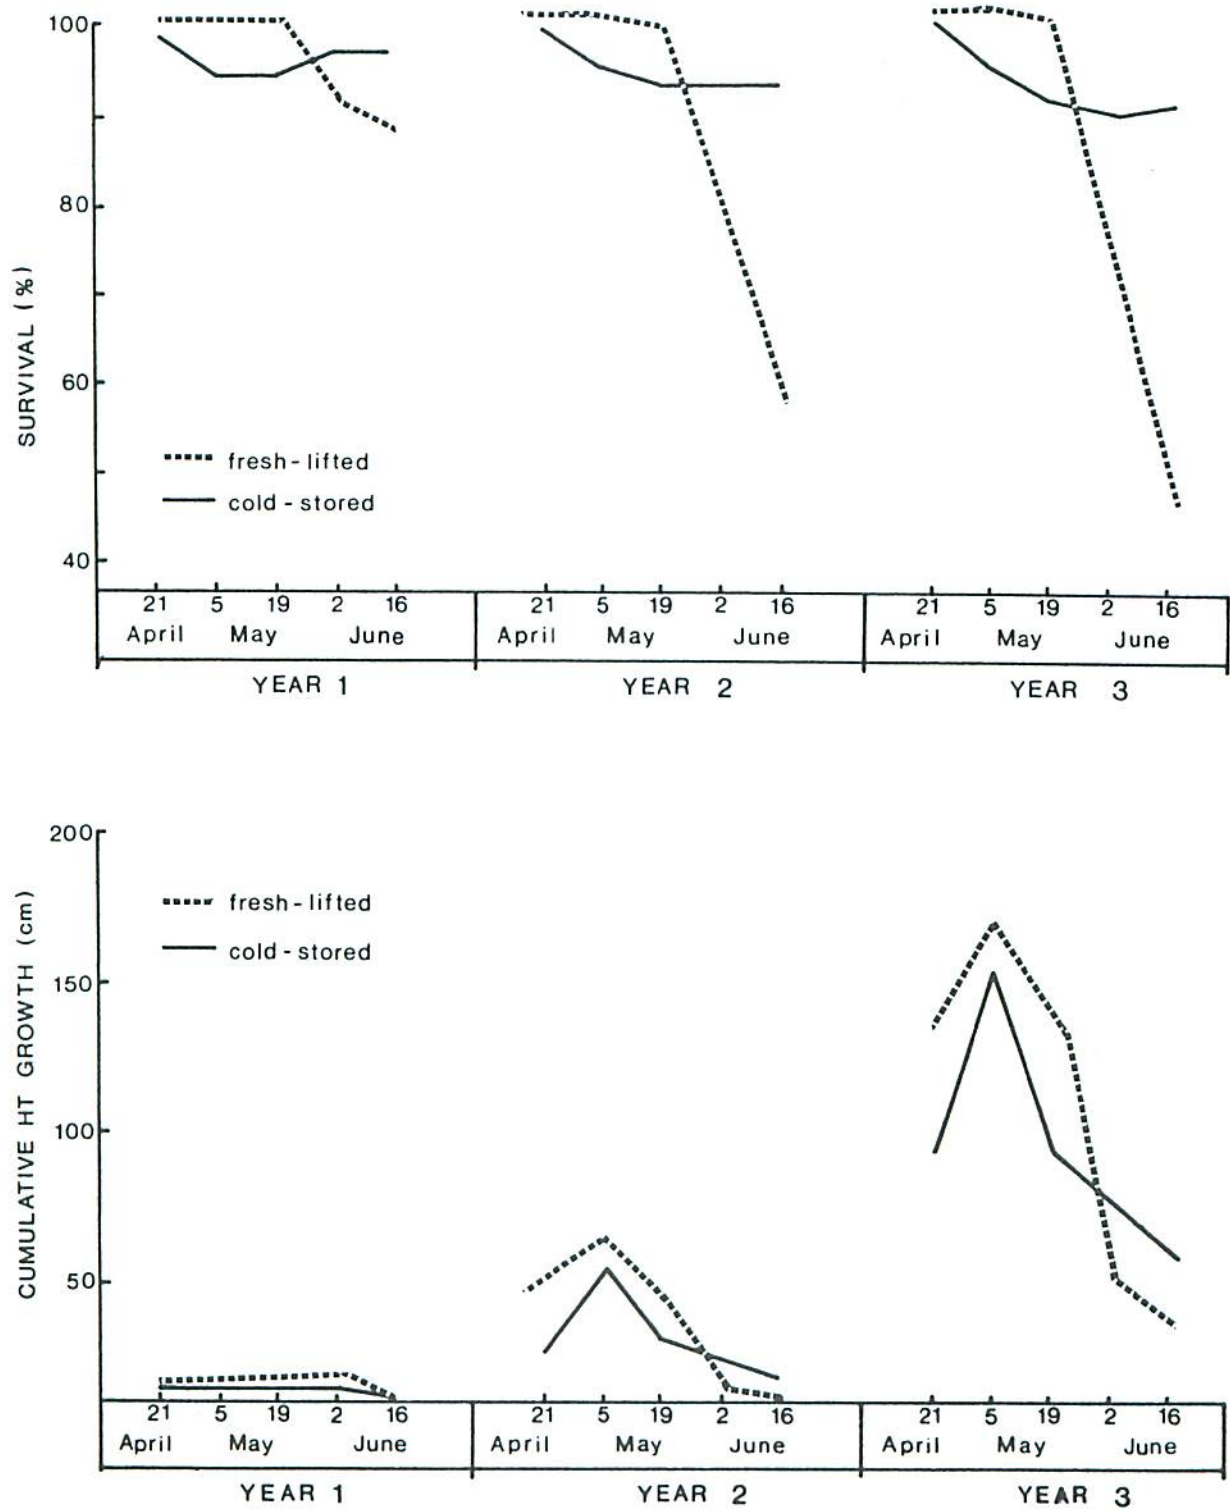 100
80
SURVIVAL (%)
60
fresh-lifted
cold-stored
40
21 5 19 2 16 21 5 19 2 16 21 5 19 2 16
April May June April May June April May June
YEAR 1 YEAR 2 YEAR 3
200
fresh-lifted
cold-stored
150
CUMULATIVE HT GROWTH (cm)
100
50
21 5 19 2 16 21 5 19 2 16 21 5 19 2 16
April May June April May June April May June
YEAR 1 YEAR 2 YEAR 3